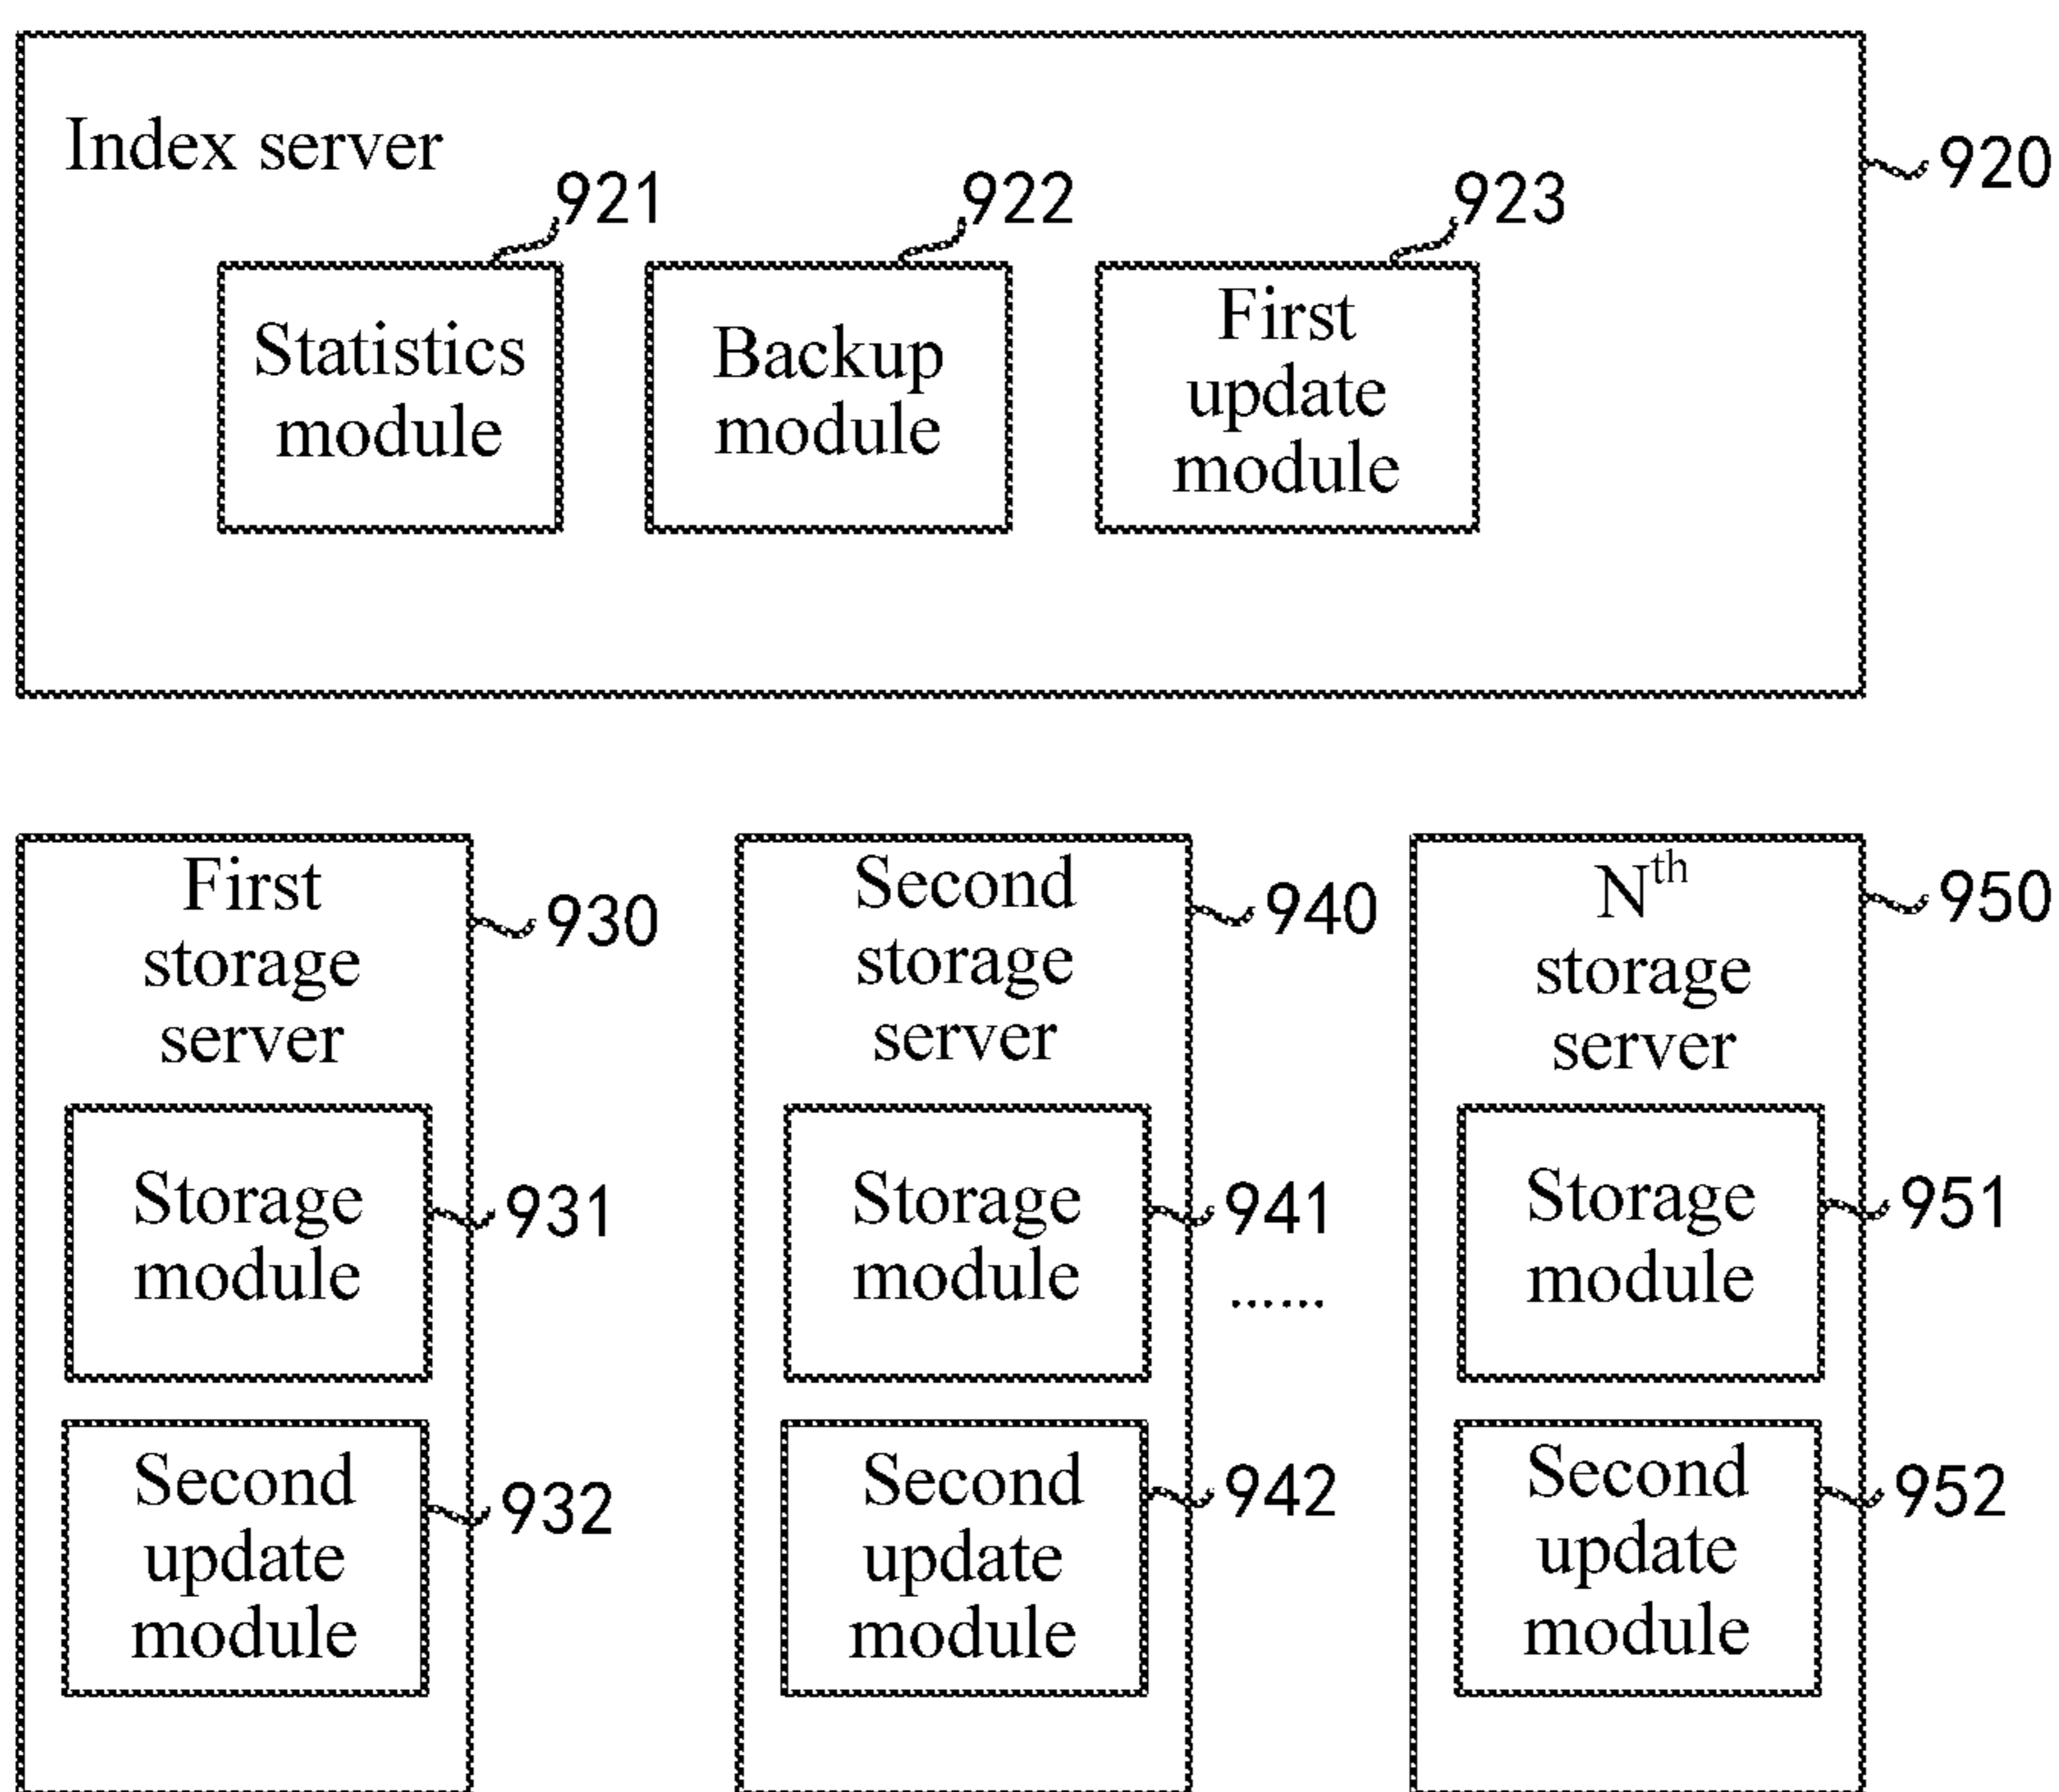 Index server
920
921
922
923
Statistics
module
Backup
module
First
update
module
First
storage
server
930
Storage
module
931
Second
update
module
932
Second
storage
server
940
Storage
module
941
......
Second
update
module
942
Nth
storage
server
950
Storage
module
951
Second
update
module
952